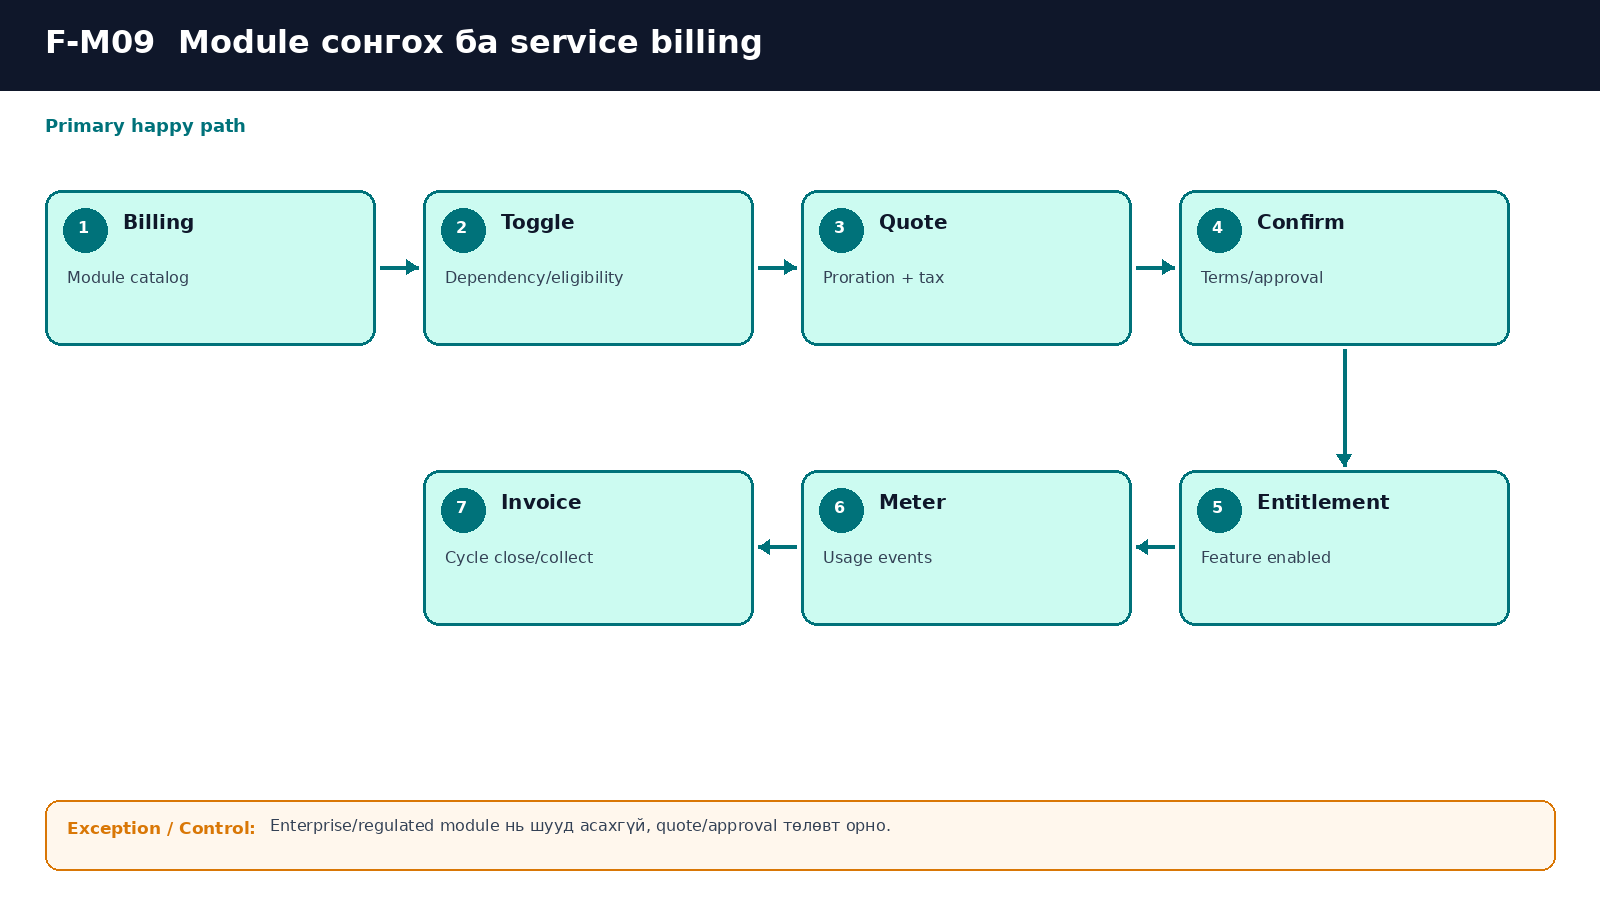 F-M09  Module сонгох ба service billing
Primary happy path
1 Billing
Module catalog
2 Toggle
Dependency/eligibility
3 Quote
Proration + tax
4 Confirm
Terms/approval
5 Entitlement
Feature enabled
6 Meter
Usage events
7 Invoice
Cycle close/collect
Exception / Control: Enterprise/regulated module нь шууд асахгүй, quote/approval төлөвт орно.